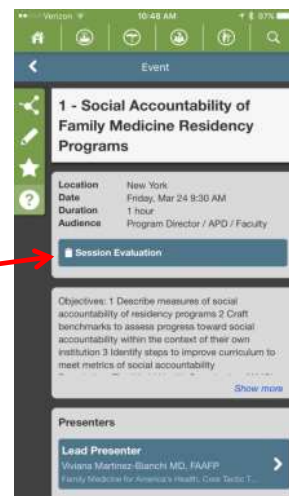 Verizon 10:48 AM 87%
Event
1 - Social Accountability of
Family Medicine Residency
Programs
Location New York
Date Friday, Mar 24 9:30 AM
Duration 1 hour
Audience Program Director / APD / Faculty
Session Evaluation
Objectives: 1 Describe measures of social
accountability of residency programs 2 Craft
benchmarks to assess progress toward social
accountability within the context of their own
institution 3 Identify steps to improve curriculum to
meet metrics of social accountability
Show more
Presenters
Lead Presenter
Viviana Martinez-Bianchi MD, FAAFP
Family Medicine for America's Health, Core Tactic T...